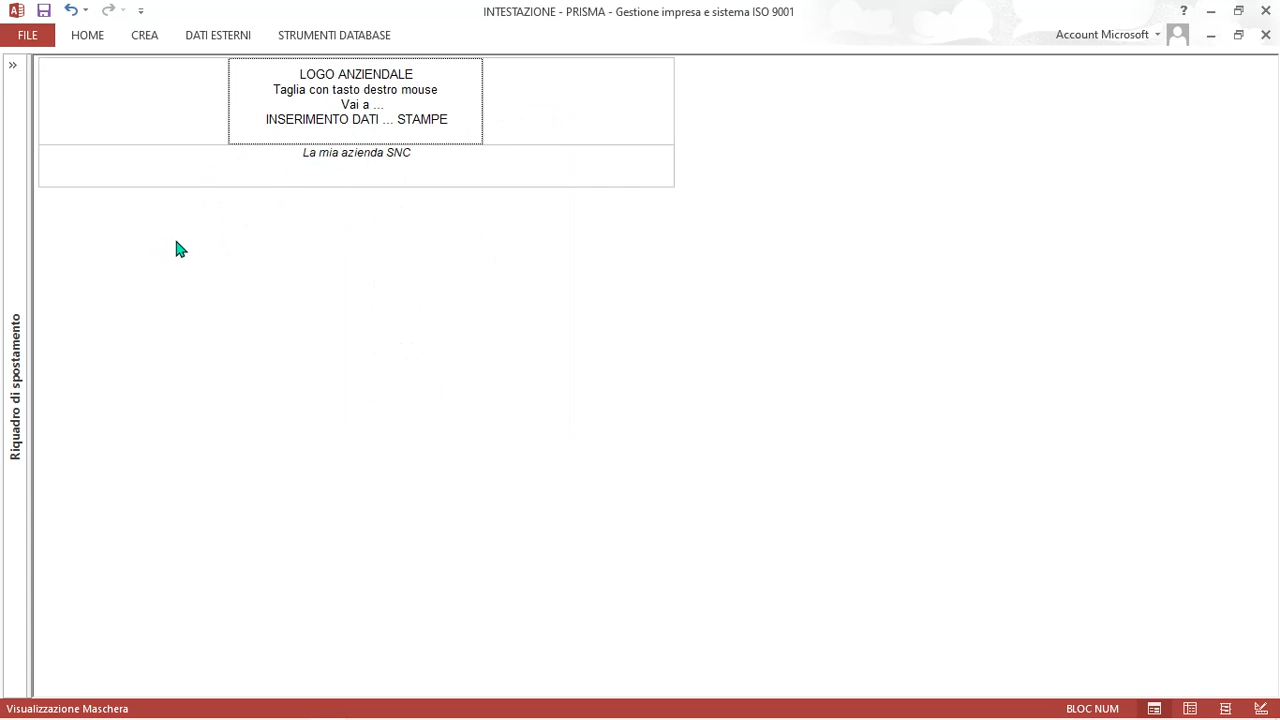 INTESTAZIONE - PRISMA - Gestione impresa e sistema ISO 9001
?
FILE
HOME
CREA
DATI ESTERNI
STRUMENTI DATABASE
Account Microsoft
»
LOGO ANZIENDALE
Taglia con tasto destro mouse
Vai a ...
INSERIMENTO DATI ... STAMPE
La mia azienda SNC
Riquadro di spostamento
Visualizzazione Maschera
BLOC NUM